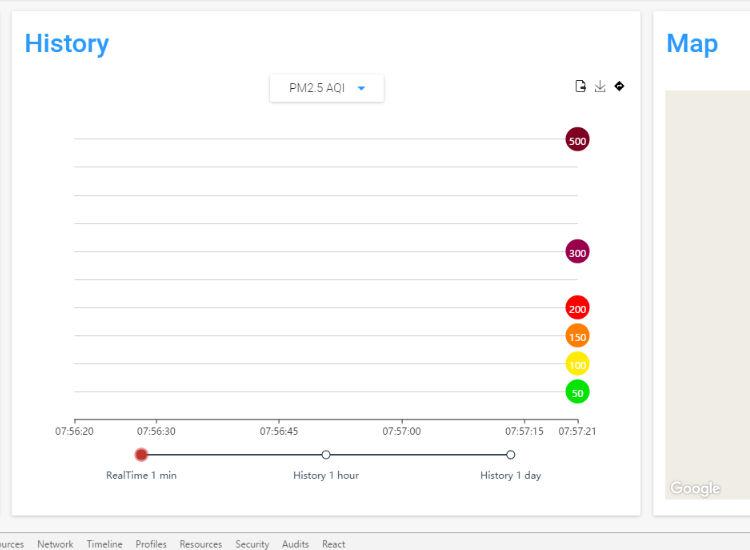 History
Map
PM2.5 AQI
500
300
200
150
100
50
07:56:20 07:56:30 07:56:45 07:57:00 07:57:15 07:57:21
RealTime 1 min History 1 hour History 1 day
Google
Network Timeline Profiles Resources Security Audits React